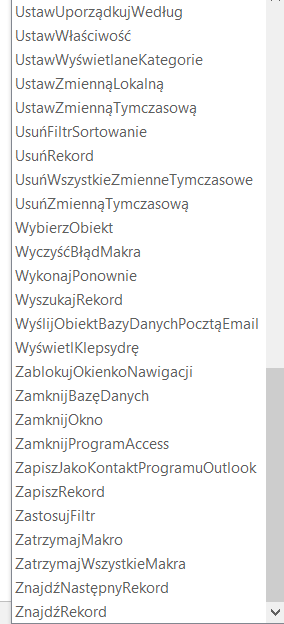 UstawUporządkujWedług
UstawWłaściwość
UstawWyświetlaneKategorie
UstawZmiennąLokalną
UstawZmiennąTymczasową
UsuńFiltrSortowanie
UsuńRekord
UsuńWszystkieZmienneTymczasowe
UsuńZmiennąTymczasową
WybierzObiekt
WyczyśćBłądMakra
WykonajPonownie
WyszukajRekord
WyślijObiektBazyDanychPocztąEmail
WyświetlKlepsydrę
ZablokujOkienkoNawigacji
ZamknijBazęDanych
ZamknijOkno
ZamknijProgramAccess
ZapiszJakoKontaktProgramuOutlook
ZapiszRekord
ZastosujFiltr
ZatrzymajMakro
ZatrzymajWszystkieMakra
ZnajdźNastępnyRekord
ZnajdźRekord